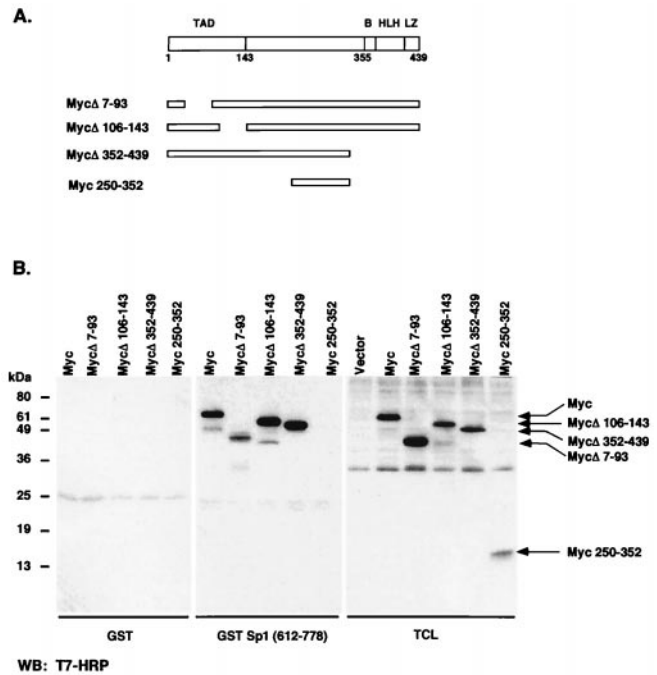 A.
TAD B HLH LZ
1 143 355 439
MycΔ 7-93
MycΔ 106-143
MycΔ 352-439
Myc 250-352
B.
Myc
MycΔ 7-93
MycΔ 106-143
MycΔ 352-439
Myc 250-352
Myc
MycΔ 7-93
MycΔ 106-143
MycΔ 352-439
Myc 250-352
Vector
Myc
MycΔ 7-93
MycΔ 106-143
MycΔ 352-439
Myc 250-352
kDa
80
61
49
36
25
19
13
Myc
MycΔ 106-143
MycΔ 352-439
MycΔ 7-93
Myc 250-352
GST
GST Sp1 (612-778)
TCL
WB: T7-HRP